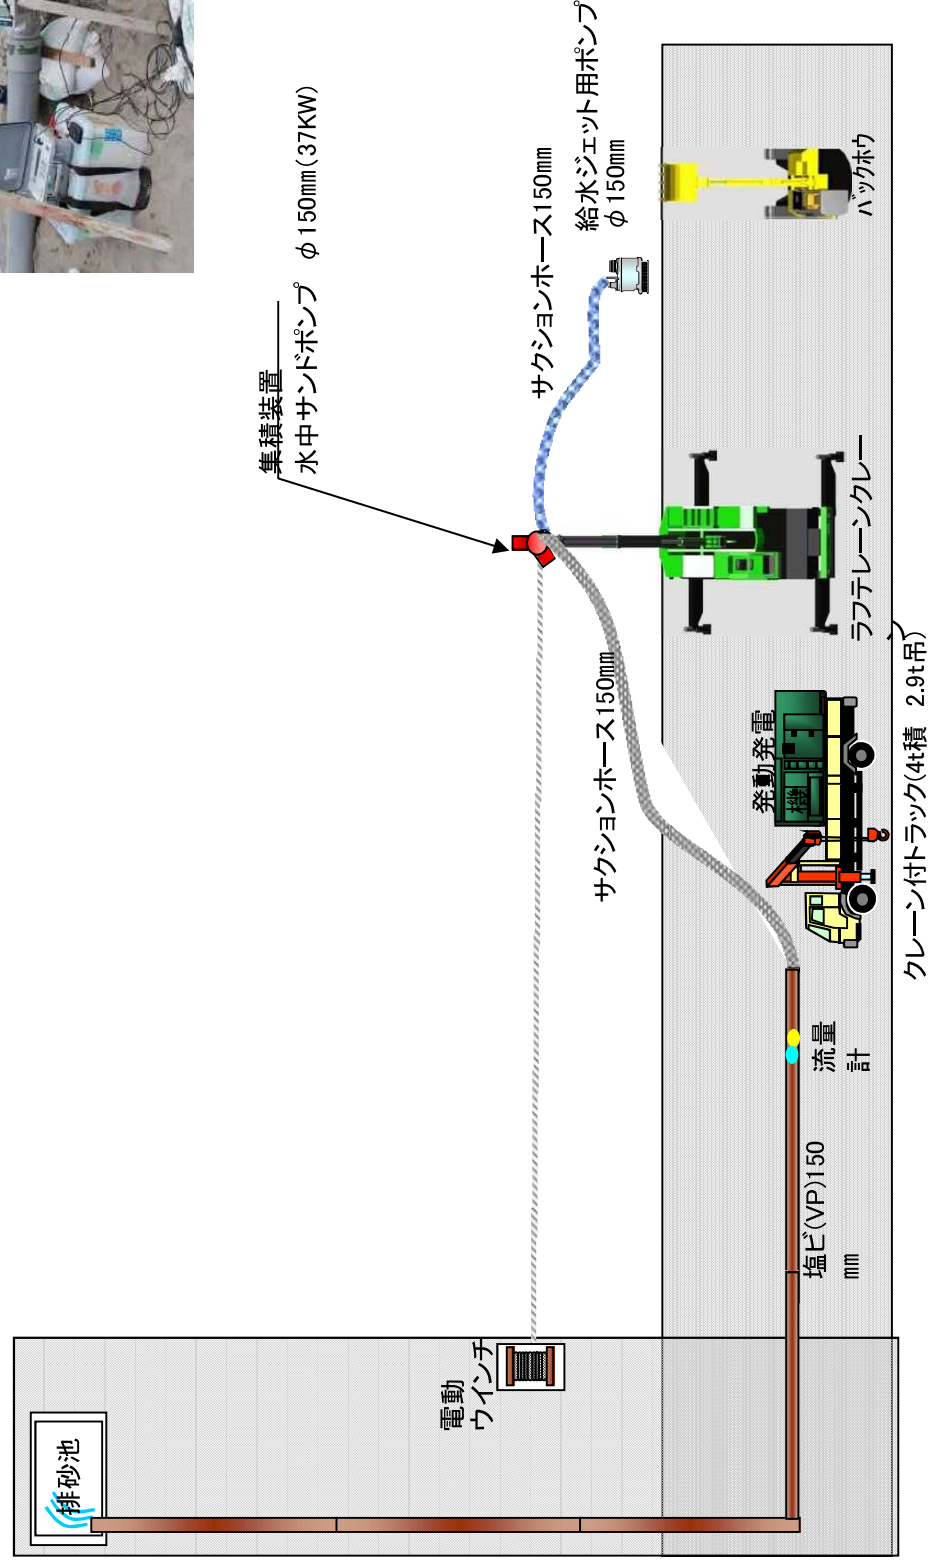 集積装置
水中サンドポンプ　φ150mm(37KW)
サクションホース150mm
給水ジェット用ポンプ
φ150mm
バックホウ
ラフテレーンクレー
サクションホース150mm
発動発電
機
クレーン付トラック(4t積　2.9t吊)
流量
計
塩ビ(VP)150
mm
電動
ウインチ
排砂池